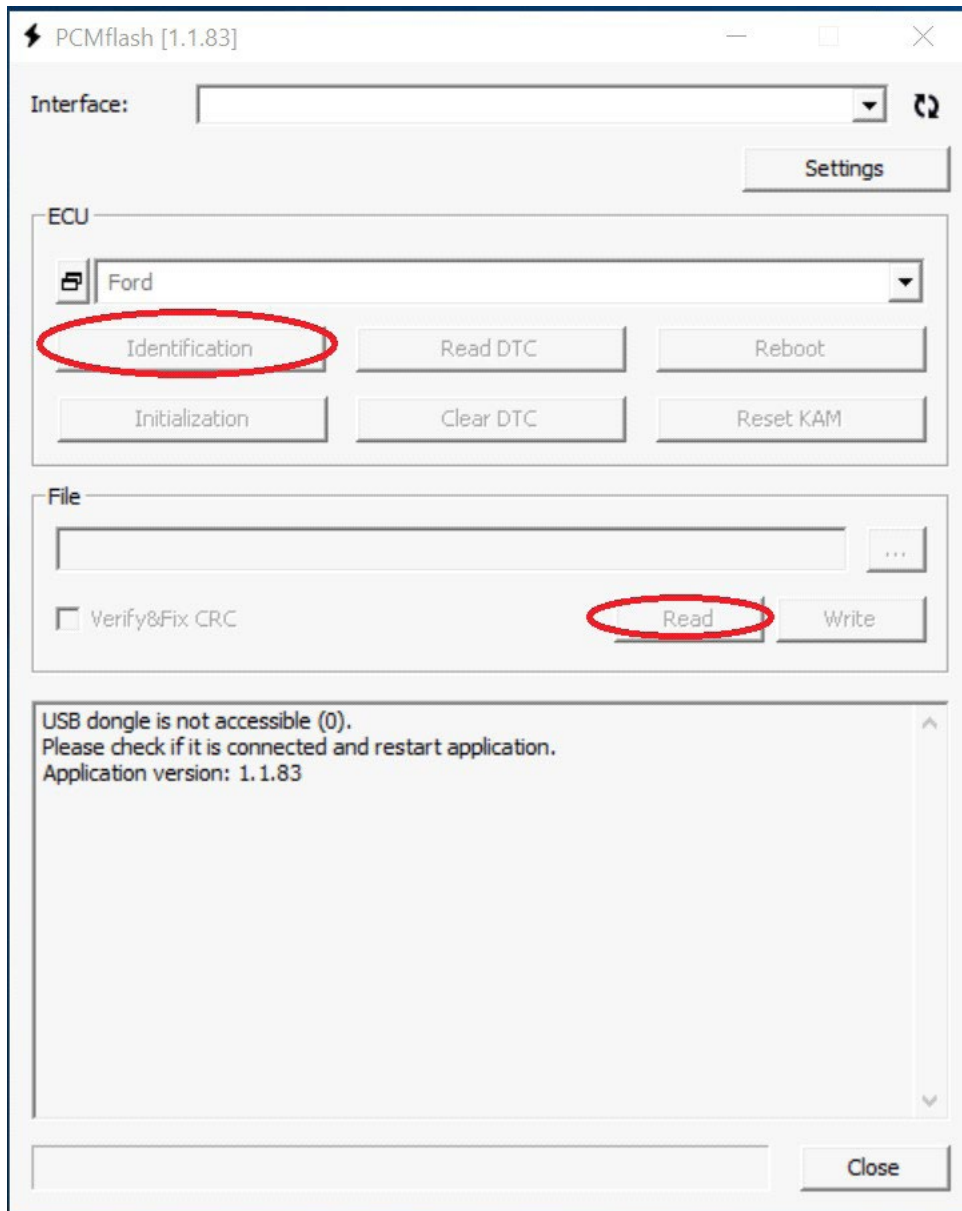 PCMflash [1.1.83]
Interface:
Settings
ECU
Ford
Identification Read DTC Reboot
Initialization Clear DTC Reset KAM
File
...
Verify&Fix CRC Read Write
USB dongle is not accessible (0).
Please check if it is connected and restart application.
Application version: 1.1.83
Close